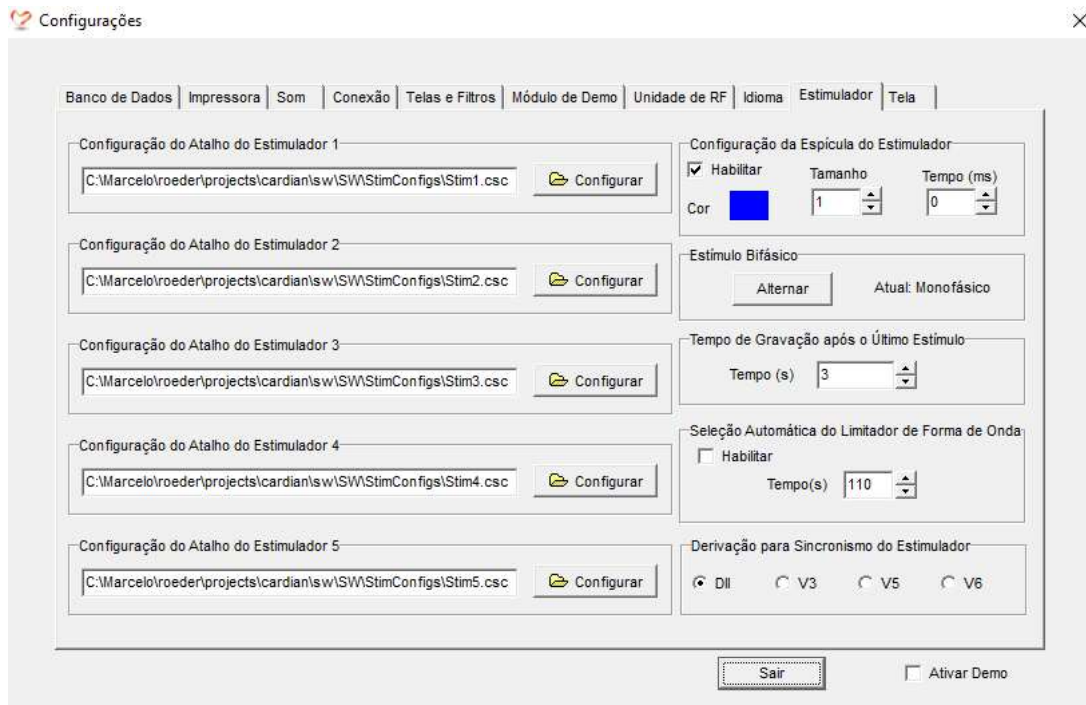 Configurações
Banco de Dados Impressora Som Conexão Telas e Filtros Módulo de Demo Unidade de RF Idioma Estimulador Tela
Configuração do Atalho do Estimulador 1
C:\Marcelo\roeder\projects\cardian\sw\SW\StimConfigs\Stim1.csc Configurar
Configuração do Atalho do Estimulador 2
C:\Marcelo\roeder\projects\cardian\sw\SW\StimConfigs\Stim2.csc Configurar
Configuração do Atalho do Estimulador 3
C:\Marcelo\roeder\projects\cardian\sw\SW\StimConfigs\Stim3.csc Configurar
Configuração do Atalho do Estimulador 4
C:\Marcelo\roeder\projects\cardian\sw\SW\StimConfigs\Stim4.csc Configurar
Configuração do Atalho do Estimulador 5
C:\Marcelo\roeder\projects\cardian\sw\SW\StimConfigs\Stim5.csc Configurar
Configuração da Espícula do Estimulador
Habilitar Tamanho Tempo (ms)
Cor 1 0
Estímulo Bifásico
Alternar Atual: Monofásico
Tempo de Gravação após o Último Estímulo
Tempo (s) 3
Seleção Automática do Limitador de Forma de Onda
Habilitar
Tempo(s) 110
Derivação para Sincronismo do Estimulador
DII V3 V5 V6
Sair Ativar Demo